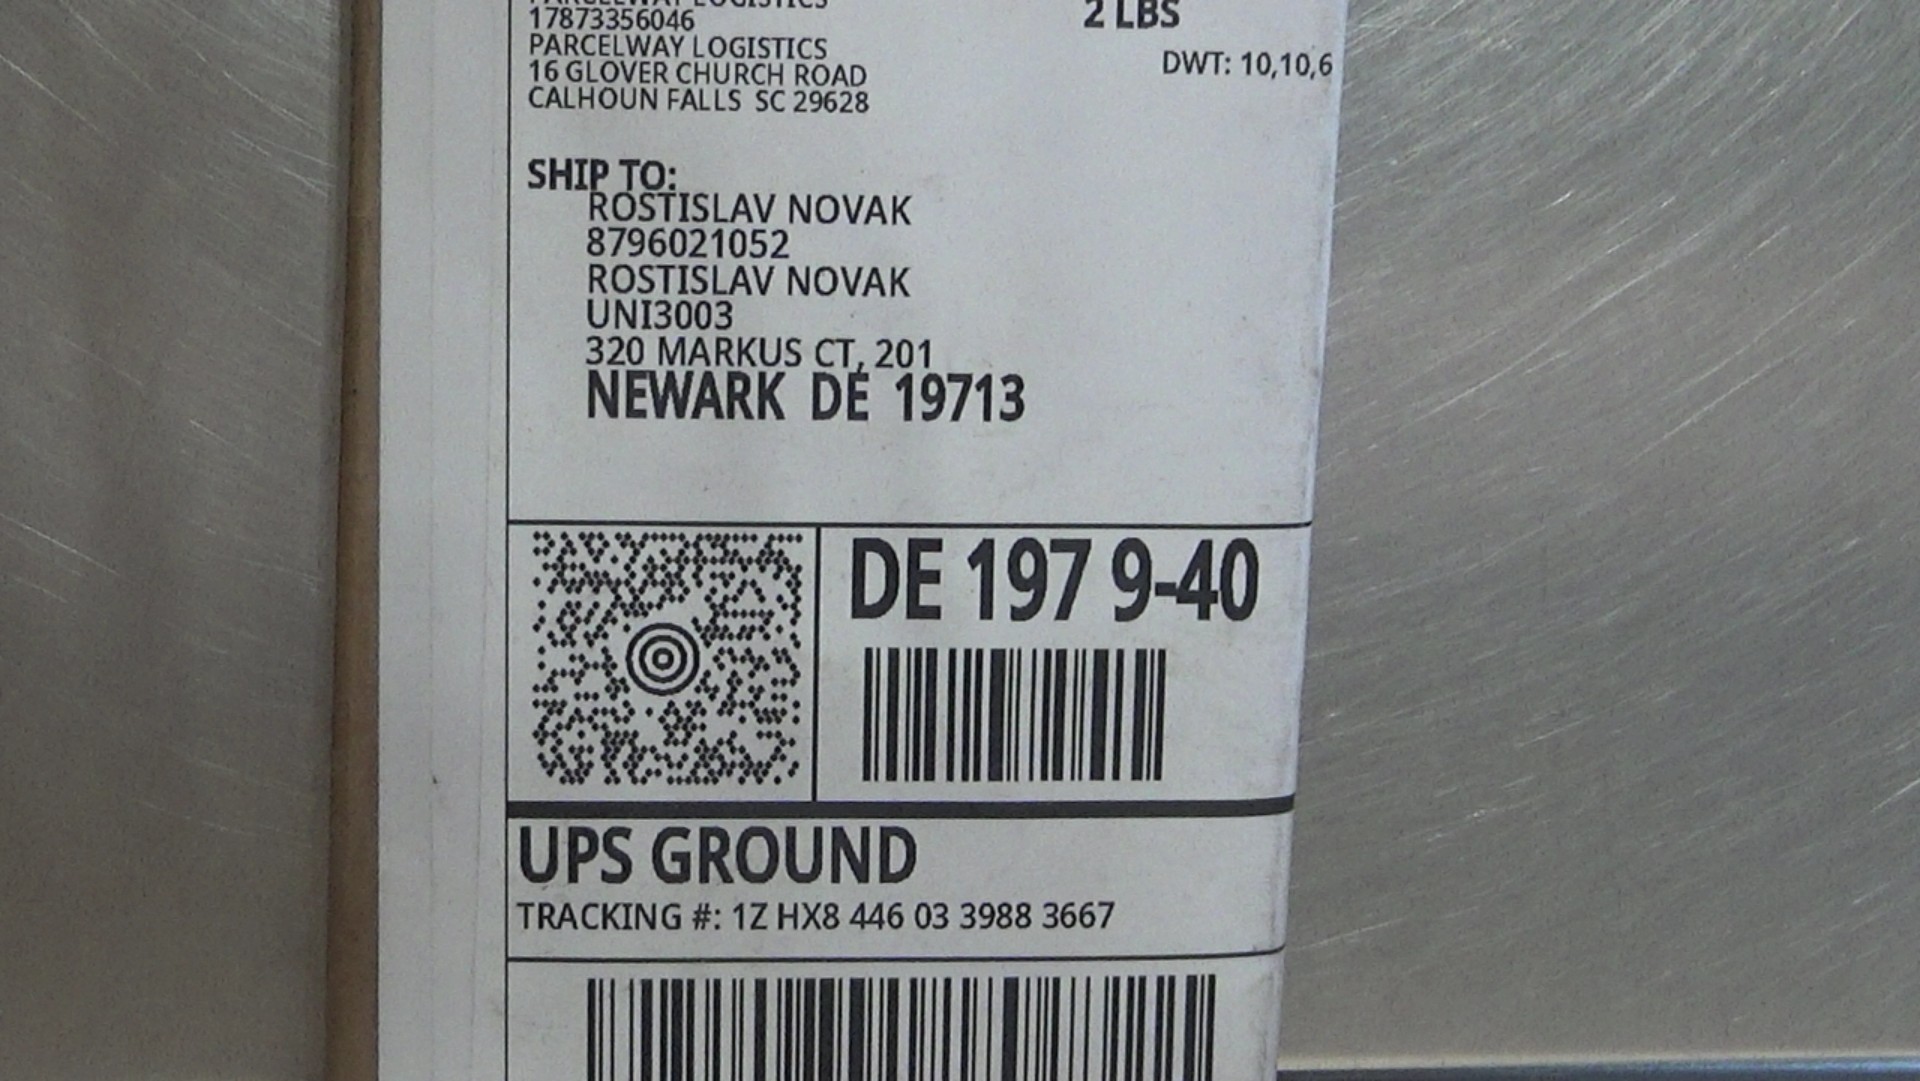 PARCELWAY LOGISTICS
17873356046
PARCELWAY LOGISTICS
16 GLOVER CHURCH ROAD
CALHOUN FALLS SC 29628
2 LBS
DWT: 10,10,6
SHIP TO:
ROSTISLAV NOVAK
8796021052
ROSTISLAV NOVAK
UNI3003
320 MARKUS CT, 201
NEWARK DE 19713
DE 197 9-40
UPS GROUND
TRACKING #: 1Z HX8 446 03 3988 3667